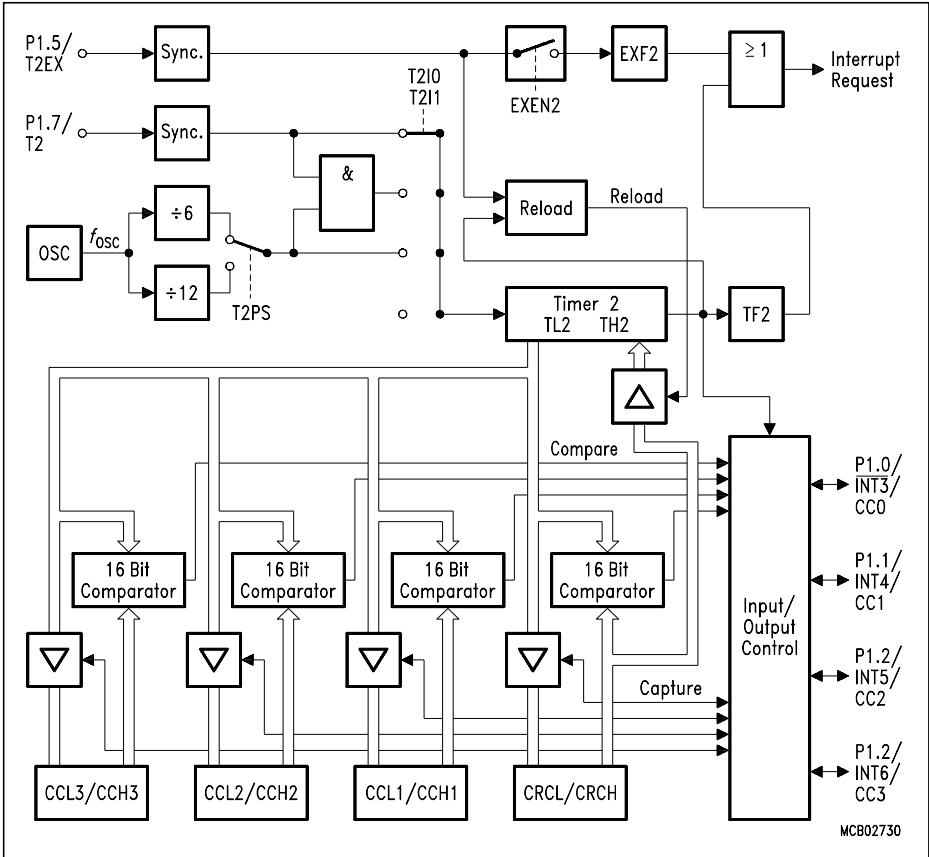 P1.5/
T2EX
Sync.
EXEN2
EXF2
≥1
Interrupt
Request
P1.7/
T2
Sync.
T2I0
T2I1
&
OSC
fOSC
÷6
÷12
T2PS
Reload
Reload
Timer 2
TL2 TH2
TF2
Compare
16 Bit
Comparator
16 Bit
Comparator
16 Bit
Comparator
16 Bit
Comparator
Capture
Input/
Output
Control
P1.0/
INT3/
CC0
P1.1/
INT4/
CC1
P1.2/
INT5/
CC2
P1.2/
INT6/
CC3
CCL3/CCH3
CCL2/CCH2
CCL1/CCH1
CRCL/CRCH
MCB02730